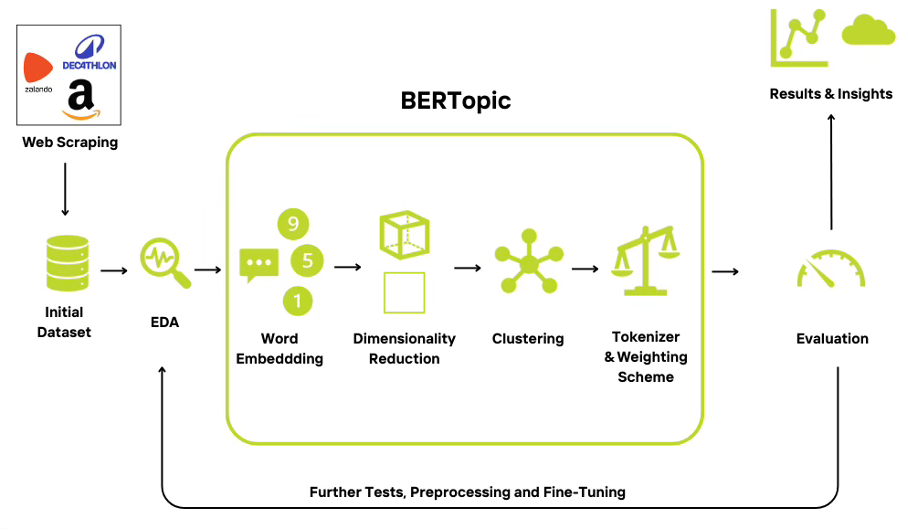 DECATHLON
zalando
a
Web Scraping
Initial
Dataset
EDA
BERTopic
9
5
1
Word
Embeddding
Dimensionality
Reduction
Clustering
Tokenizer
& Weighting
Scheme
Evaluation
Results & Insights
Further Tests, Preprocessing and Fine-Tuning